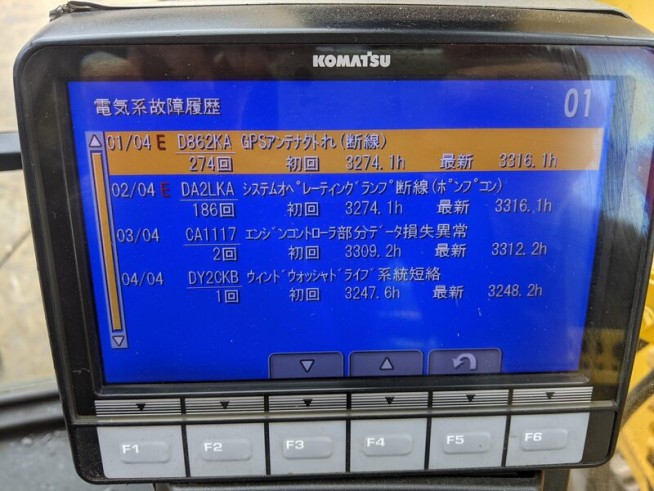 KOMATSU
電気系故障履歴 01
01/04 E D862KA GPSアンテナハズレ(断線)
274回 初回 3274.1h 最新 3316.1h
02/04 E DA2LKA システムオペレーティングランプ断線(ポンプコン)
186回 初回 3274.1h 最新 3316.1h
03/04 CA1117 エンジンコントローラ部分データ損失異常
2回 初回 3309.2h 最新 3312.2h
04/04 DY2CKB ウィンドウォッシャドライブ系統短絡
1回 初回 3247.6h 最新 3248.2h
F1 F2 F3 F4 F5 F6